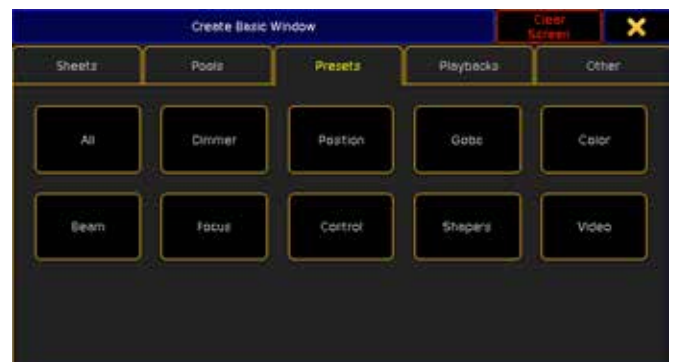 Create Basic Window
Clear
Screen
Sheets Pools Presets Playbacks Other
All Dimmer Position Gobo Color
Beam Focus Control Shapers Video